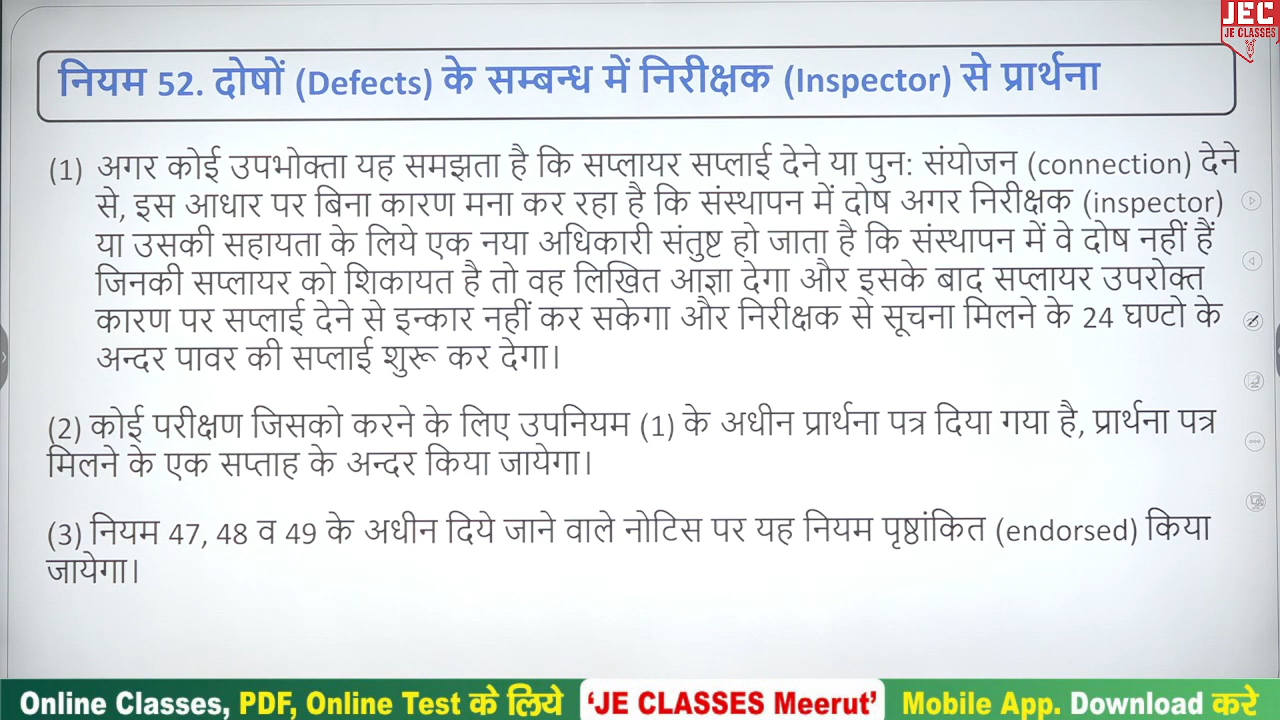 JEC
JE CLASSES
नियम 52. दोषों (Defects) के सम्बन्ध में निरीक्षक (Inspector) से प्रार्थना
(1) अगर कोई उपभोक्ता यह समझता है कि सप्लायर सप्लाई देने या पुन: संयोजन (connection) देने
से, इस आधार पर बिना कारण मना कर रहा है कि संस्थापन में दोष अगर निरीक्षक (inspector)
या उसकी सहायता के लिये एक नया अधिकारी संतुष्ट हो जाता है कि संस्थापन में वे दोष नहीं हैं
जिनकी सप्लायर को शिकायत है तो वह लिखित आज्ञा देगा और इसके बाद सप्लायर उपरोक्त
कारण पर सप्लाई देने से इन्कार नहीं कर सकेगा और निरीक्षक से सूचना मिलने के 24 घण्टो के
अन्दर पावर की सप्लाई शुरू कर देगा।
(2) कोई परीक्षण जिसको करने के लिए उपनियम (1) के अधीन प्रार्थना पत्र दिया गया है, प्रार्थना पत्र
मिलने के एक सप्ताह के अन्दर किया जायेगा।
(3) नियम 47, 48 व 49 के अधीन दिये जाने वाले नोटिस पर यह नियम पृष्ठांकित (endorsed) किया
जायेगा।
Online Classes, PDF, Online Test के लिये ‘JE CLASSES Meerut’ Mobile App. Download करे